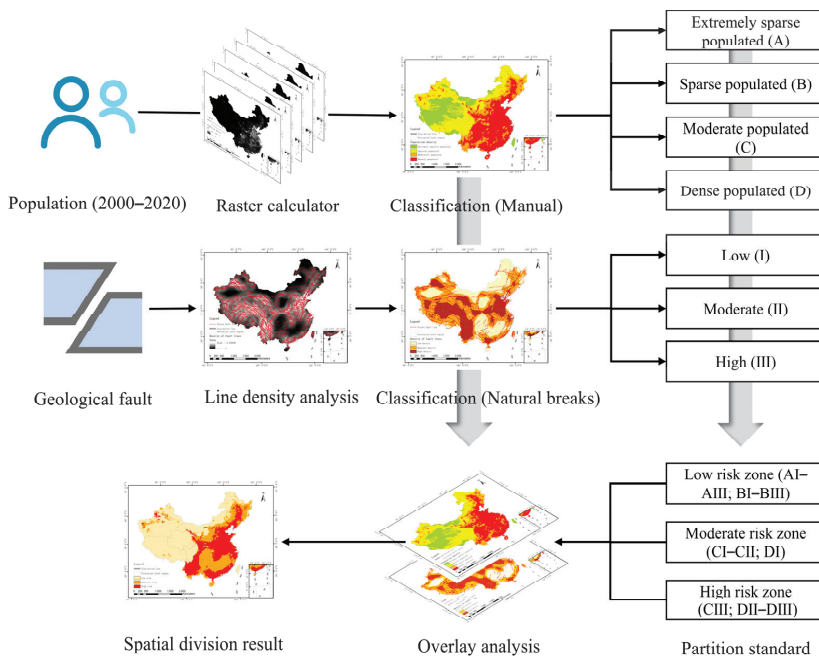 Extremely sparse
populated (A)
Sparse populated (B)
Moderate populated
(C)
Dense populated (D)
Population (2000–2020)
Raster calculator
Classification (Manual)
Low (I)
Moderate (II)
High (III)
Geological fault
Line density analysis
Classification (Natural breaks)
Low risk zone (AI–
AIII; BI–BIII)
Moderate risk zone
(CI–CII; DI)
High risk zone
(CIII; DII–DIII)
Spatial division result
Overlay analysis
Partition standard